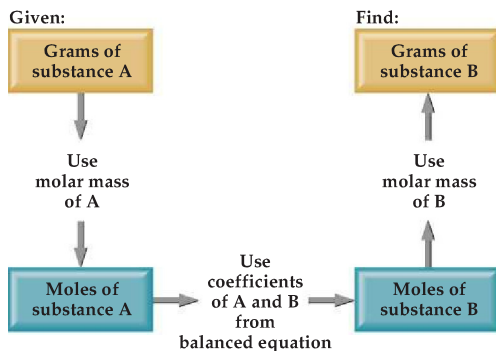 Given:
Grams of
substance A
Use
molar mass
of A
Moles of
substance A
Use
coefficients
of A and B
from
balanced equation
Moles of
substance B
Use
molar mass
of B
Find:
Grams of
substance B